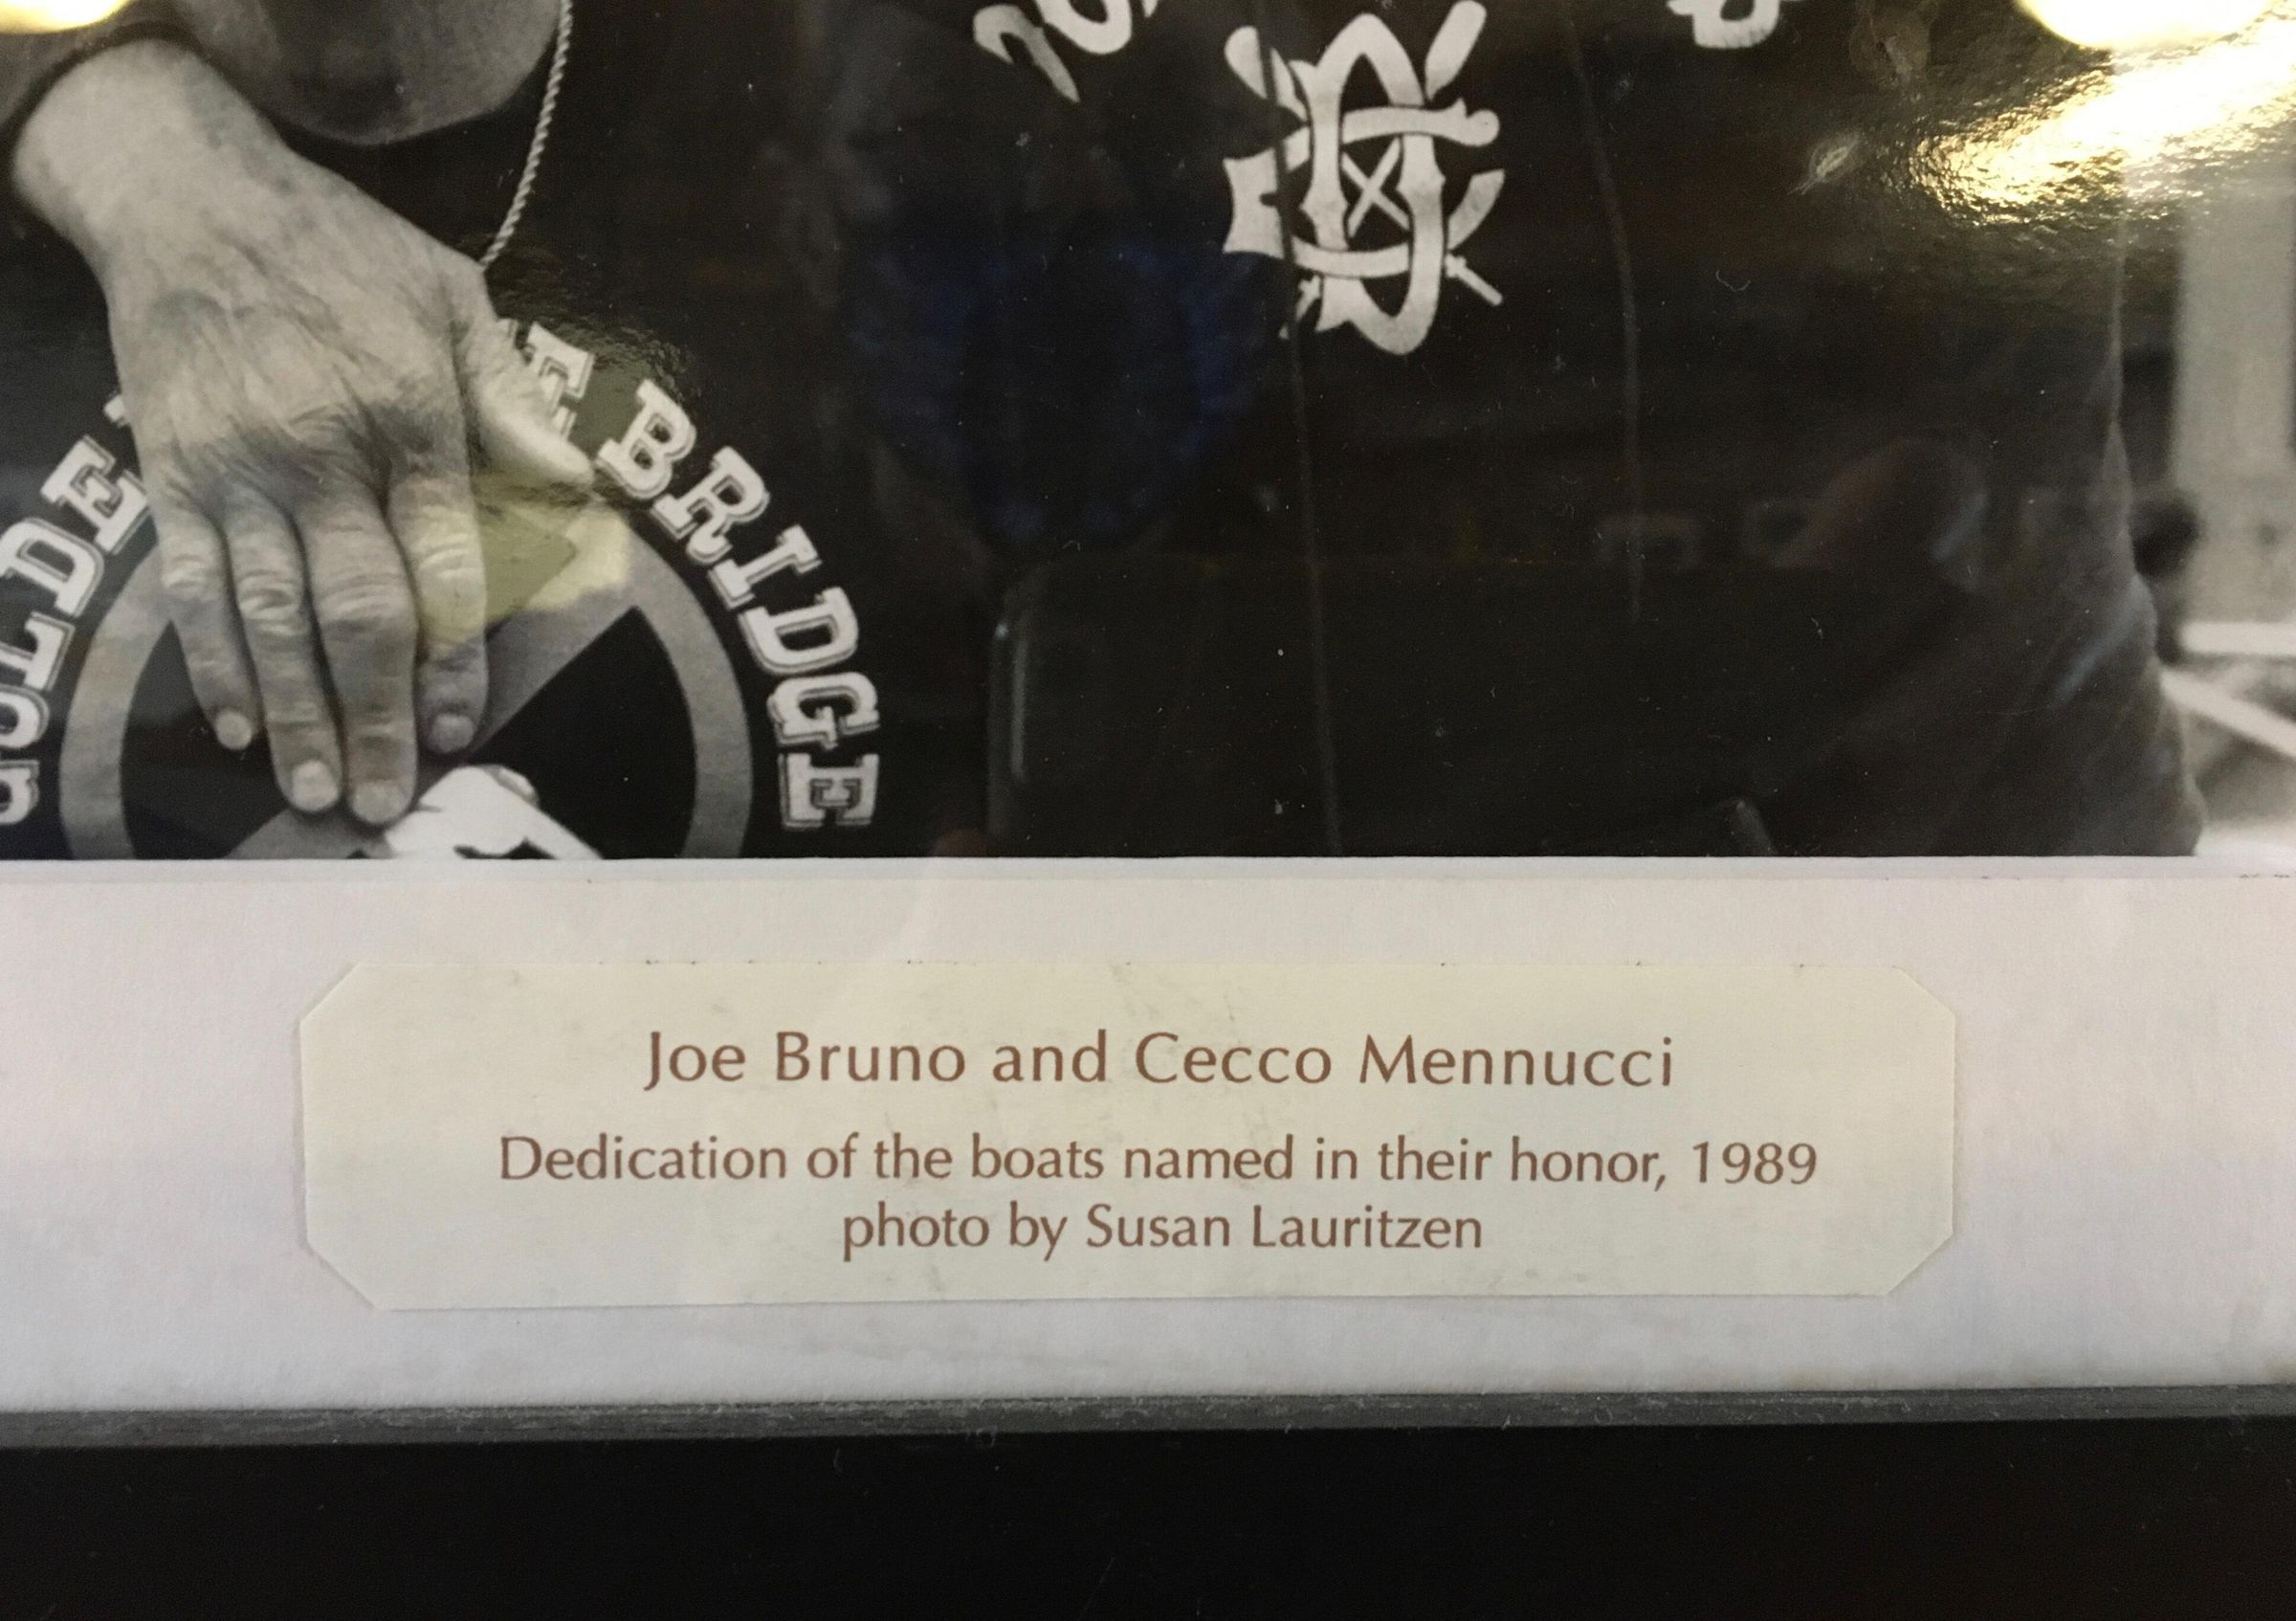 GOLDEN
E BRIDGE
Joe Bruno and Cecco Mennucci
Dedication of the boats named in their honor, 1989
photo by Susan Lauritzen